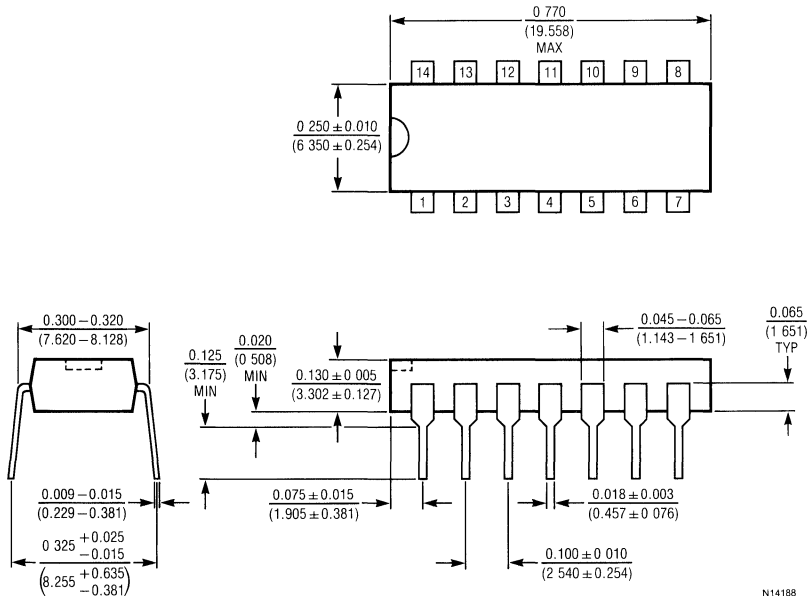 0 770
(19.558)
MAX
14 13 12 11 10 9 8
0 250 ± 0.010
(6 350 ± 0.254)
1 2 3 4 5 6 7
0.300 – 0.320
(7.620 – 8.128)
0.125
(3.175)
MIN
0.020
(0 508)
MIN
0.130 ± 0 005
(3.302 ± 0.127)
0.045 – 0.065
(1.143 – 1 651)
0.065
(1 651)
TYP
0.009 – 0.015
(0.229 – 0.381)
0 325 +0.025
–0.015
(8.255 +0.635
–0.381)
0.075 ± 0.015
(1.905 ± 0.381)
0.018 ± 0.003
(0.457 ± 0 076)
0.100 ± 0 010
(2 540 ± 0.254)
N14188